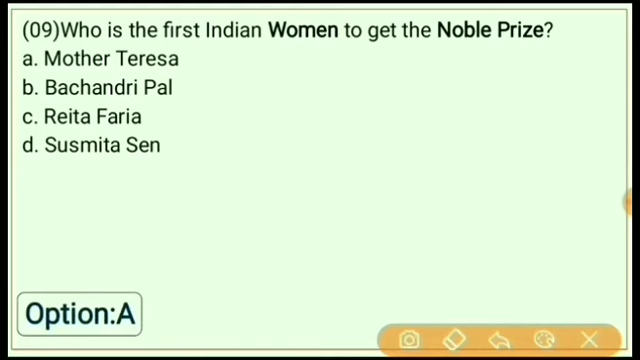 (09)Who is the first Indian Women to get the Noble Prize?
a. Mother Teresa
b. Bachandri Pal
c. Reita Faria
d. Susmita Sen
Option:A